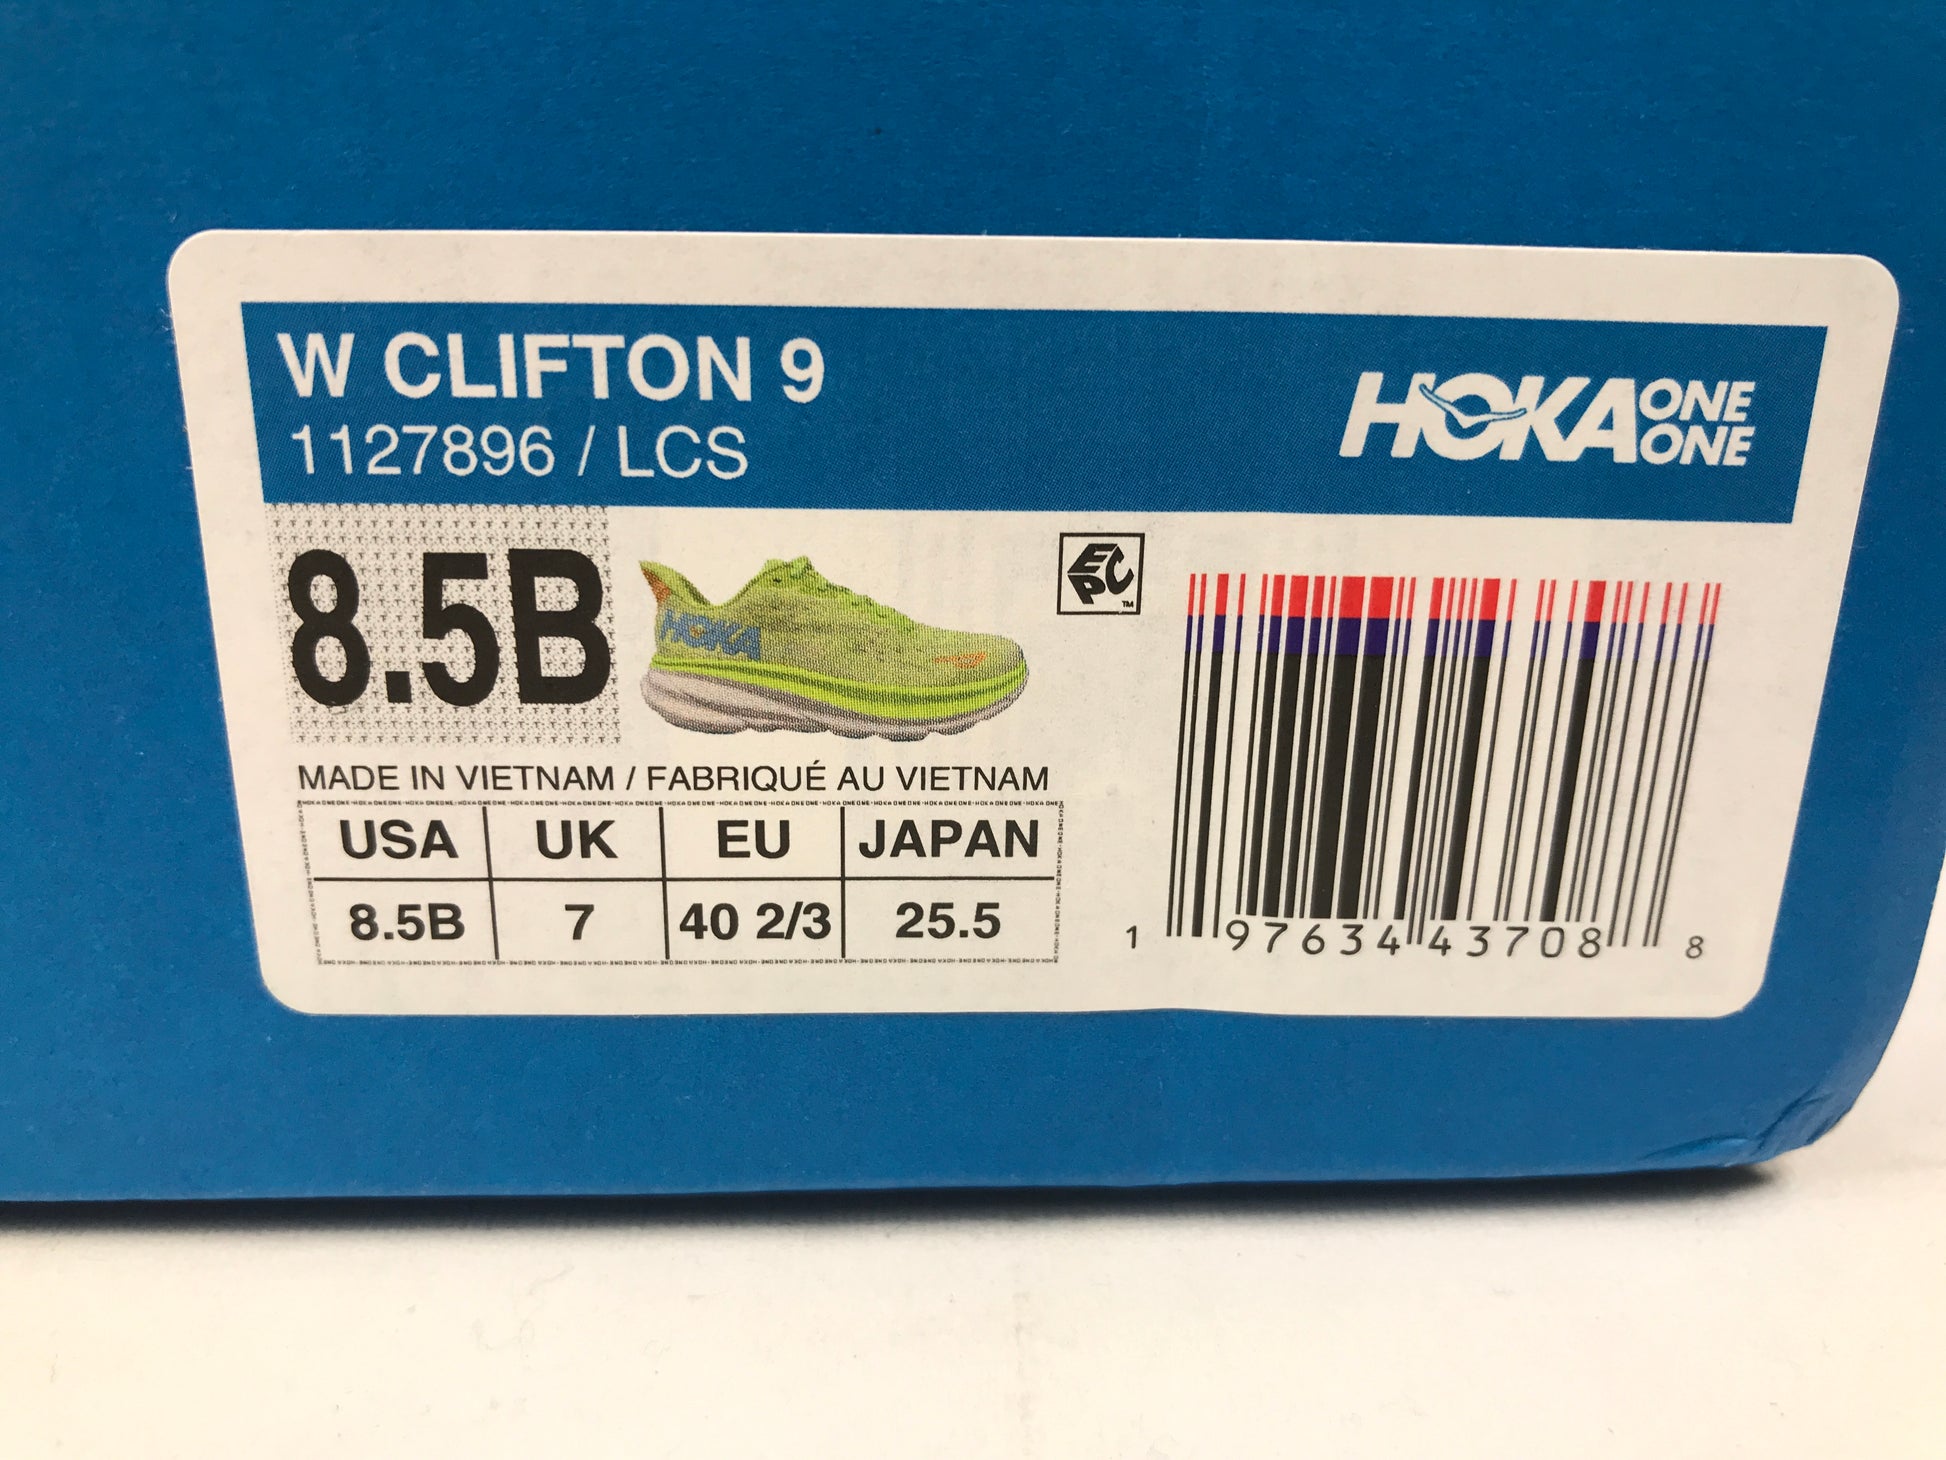 W CLIFTON 9
1127896 / LCS
HOKA ONE ONE
8.5B
HOKA
EPC™
MADE IN VIETNAM / FABRIQUÉ AU VIETNAM
USA UK EU JAPAN
8.5B 7 40 2/3 25.5
1 97634 43708 8